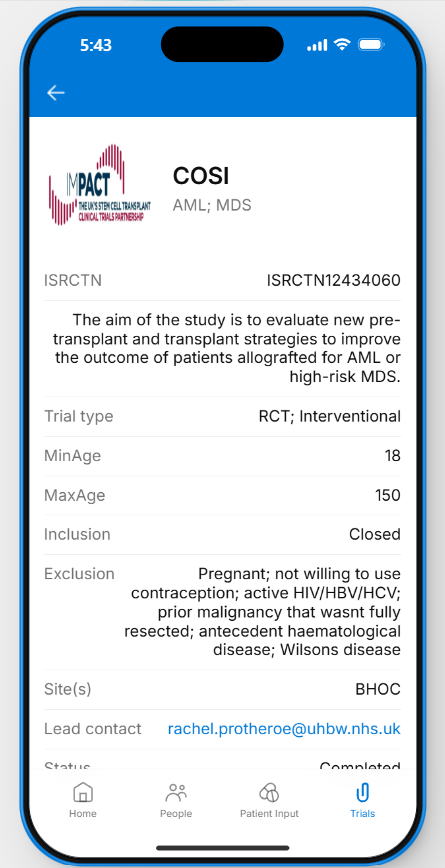 5:43
IMPACT
THE UK'S STEM CELL TRANSPLANT
CLINICAL TRIALS PARTNERSHIP
COSI
AML; MDS
ISRCTN ISRCTN12434060
The aim of the study is to evaluate new pre-
transplant and transplant strategies to improve
the outcome of patients allografted for AML or
high-risk MDS.
Trial type RCT; Interventional
MinAge 18
MaxAge 150
Inclusion Closed
Exclusion Pregnant; not willing to use
contraception; active HIV/HBV/HCV;
prior malignancy that wasnt fully
resected; antecedent haematological
disease; Wilsons disease
Site(s) BHOC
Lead contact rachel.protheroe@uhbw.nhs.uk
Status Completed
Home People Patient Input Trials